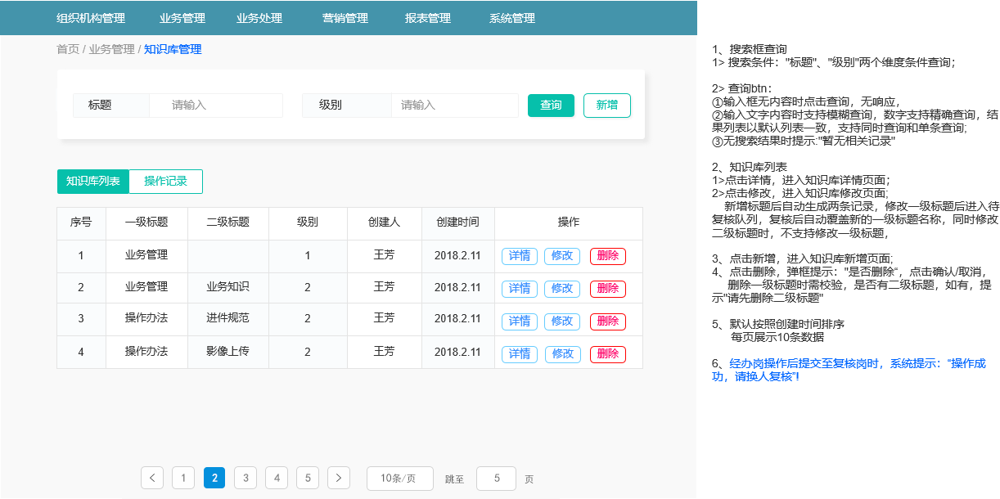 组织机构管理 业务管理 业务处理 营销管理 报表管理 系统管理
首页 / 业务管理 / 知识库管理
标题 请输入 级别 请输入 查询 新增
知识库列表 操作记录
序号 一级标题 二级标题 级别 创建人 创建时间 操作
1 业务管理 1 王芳 2018.2.11 详情 修改 删除
2 业务管理 业务知识 2 王芳 2018.2.11 详情 修改 删除
3 操作办法 进件规范 2 王芳 2018.2.11 详情 修改 删除
4 操作办法 影像上传 2 王芳 2018.2.11 详情 修改 删除
< 1 2 3 4 5 > 10条/页 跳至 5 页
1、搜索框查询
1> 搜索条件："标题"、"级别"两个维度条件查询；
2> 查询btn：
①输入框无内容时点击查询，无响应，
②输入文字内容时支持模糊查询，数字支持精确查询，结
果列表以默认列表一致，支持同时查询和单条查询;
③无搜索结果时提示:"暂无相关记录"
2、知识库列表
1>点击详情，进入知识库详情页面；
2>点击修改，进入知识库修改页面;
新增标题后自动生成两条记录，修改一级标题后进入待
复核队列，复核后自动覆盖新的一级标题名称，同时修改
二级标题时，不支持修改一级标题，
3、点击新增，进入知识库新增页面;
4、点击删除，弹框提示："是否删除“，点击确认/取消，
删除一级标题时需校验，是否有二级标题，如有，提
示"请先删除二级标题"
5、默认按照创建时间排序
每页展示10条数据
6、经办岗操作后提交至复核岗时，系统提示：“操作成
功，请换人复核”!